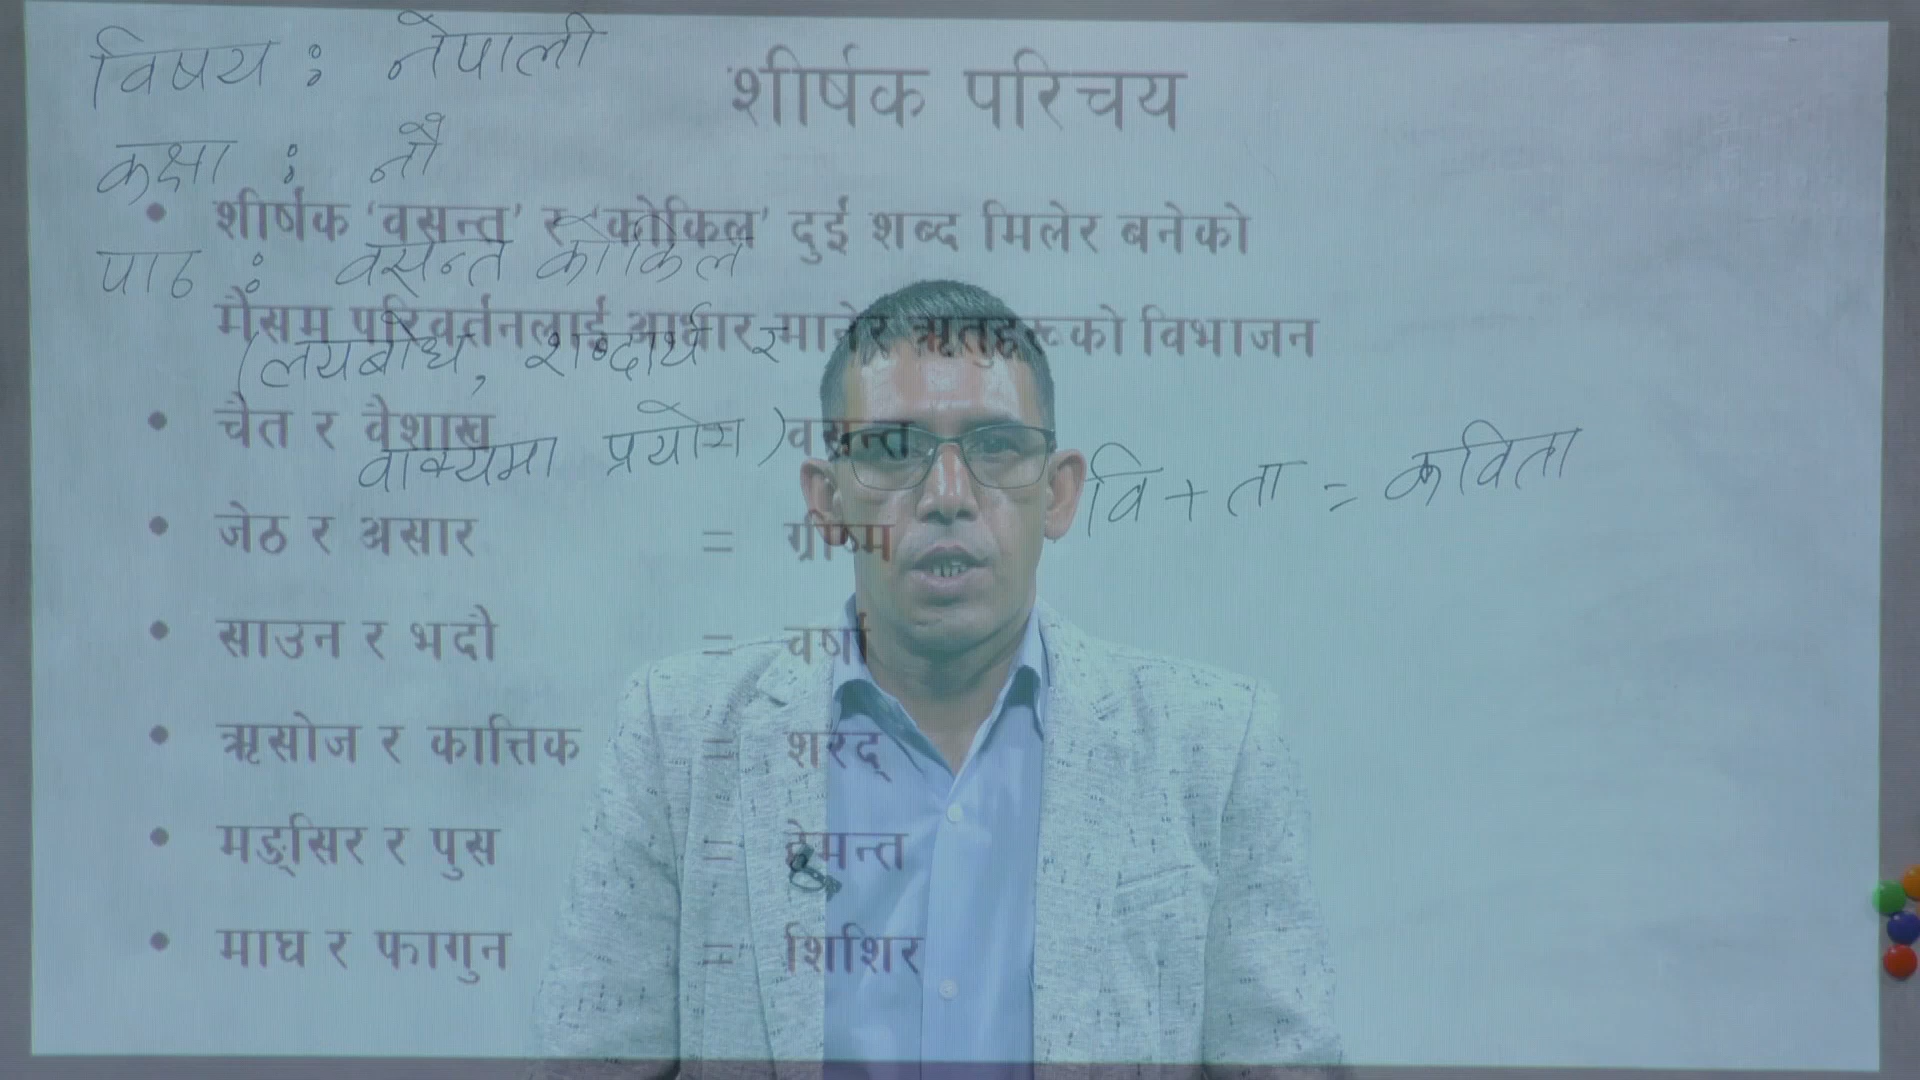 विषय : नेपाली
कक्षा : नौ
पाठ : वसन्त कोकिल
(लयबोध, शब्दार्थ र
वाक्यमा प्रयोग)
वि + ता = कविता
शीर्षक परिचय
• शीर्षक 'वसन्त' र 'कोकिल' दुई शब्द मिलेर बनेको
मौसम परिवर्तनलाई आधार मानेर ऋतुहरूको विभाजन
• चैत र वैशाख = वसन्त
• जेठ र असार = ग्रीष्म
• साउन र भदौ = वर्षा
• असोज र कात्तिक = शरद्
• मङ्सिर र पुस = हेमन्त
• माघ र फागुन = शिशिर